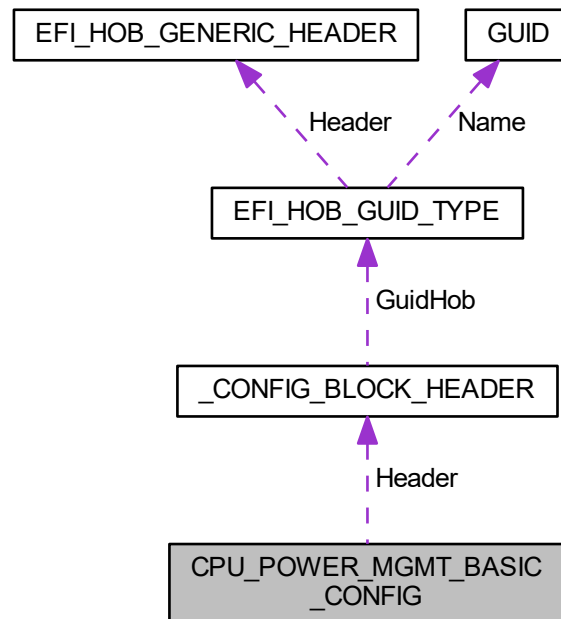 EFI_HOB_GENERIC_HEADER
GUID
Header
Name
EFI_HOB_GUID_TYPE
GuidHob
_CONFIG_BLOCK_HEADER
Header
CPU_POWER_MGMT_BASIC
_CONFIG